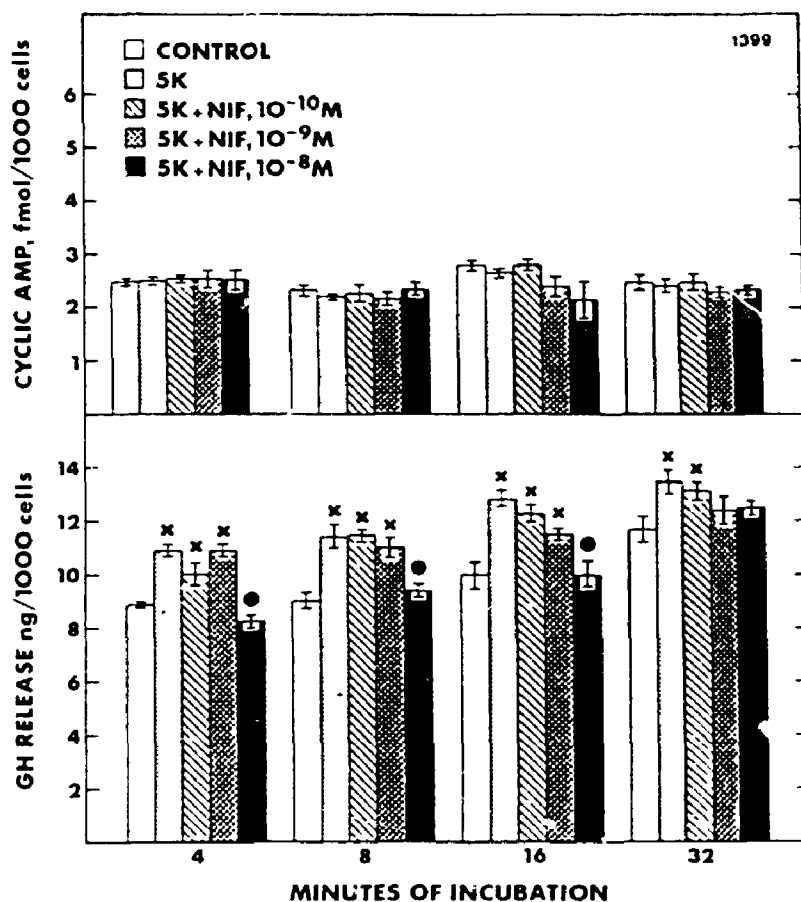 1399
CONTROL
5K
5K + NIF, 10⁻¹⁰M
5K + NIF, 10⁻⁹M
5K + NIF, 10⁻⁸M
CYCLIC AMP, fmol/1000 cells
6
5
4
3
2
1
GH RELEASE ng/1000 cells
14
12
10
8
6
4
2
x x x ●
x x x ●
x x x ●
x x
4 8 16 32
MINUTES OF INCUBATION